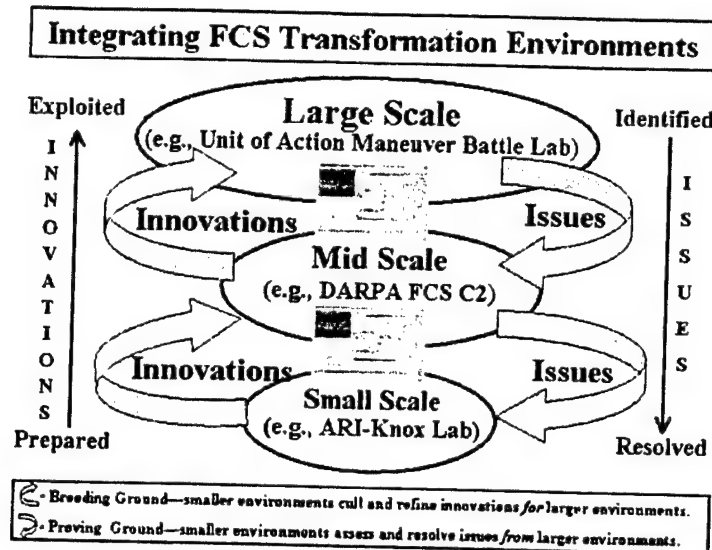 Integrating FCS Transformation Environments
Exploited
Identified
Large Scale
(e.g., Unit of Action Maneuver Battle Lab)
INNOVATIONS
ISSUES
Innovations
Issues
Mid Scale
(e.g., DARPA FCS C2)
Innovations
Issues
Small Scale
(e.g., ARI-Knox Lab)
Prepared
Resolved
- Breeding Ground—smaller environments cull and refine innovations for larger environments.
- Proving Ground—smaller environments assess and resolve issues from larger environments.